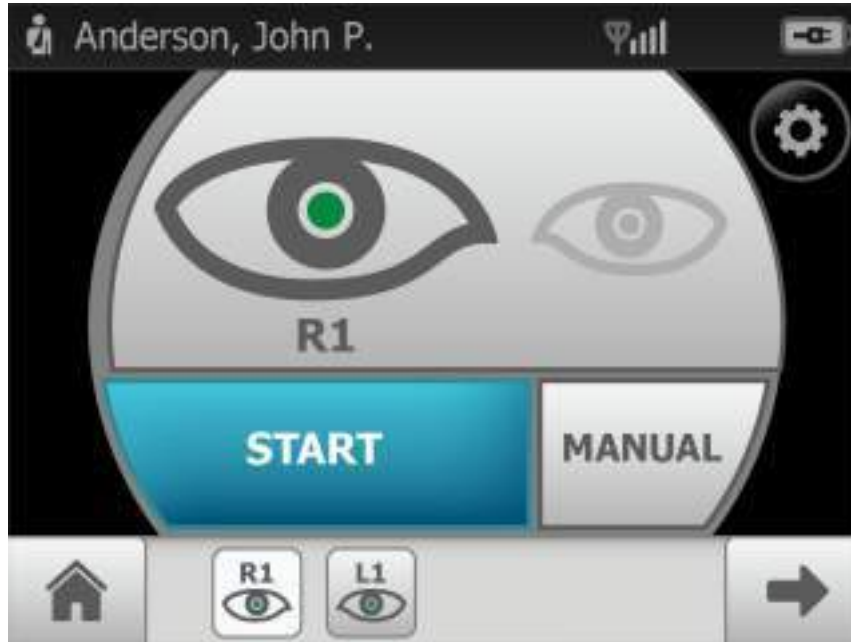 Anderson, John P.
R1
START
MANUAL
R1
L1